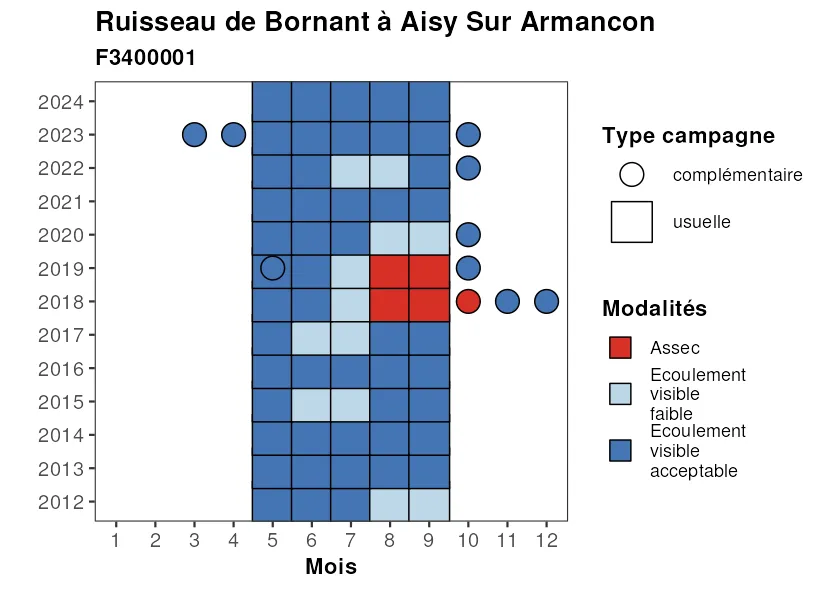 Ruisseau de Bornant à Aisy Sur Armancon
F3400001
2024
2023
2022
2021
2020
2019
2018
2017
2016
2015
2014
2013
2012
1 2 3 4 5 6 7 8 9 10 11 12
Mois
Type campagne
complémentaire
usuelle
Modalités
Assec
Ecoulement
visible
faible
Ecoulement
visible
acceptable